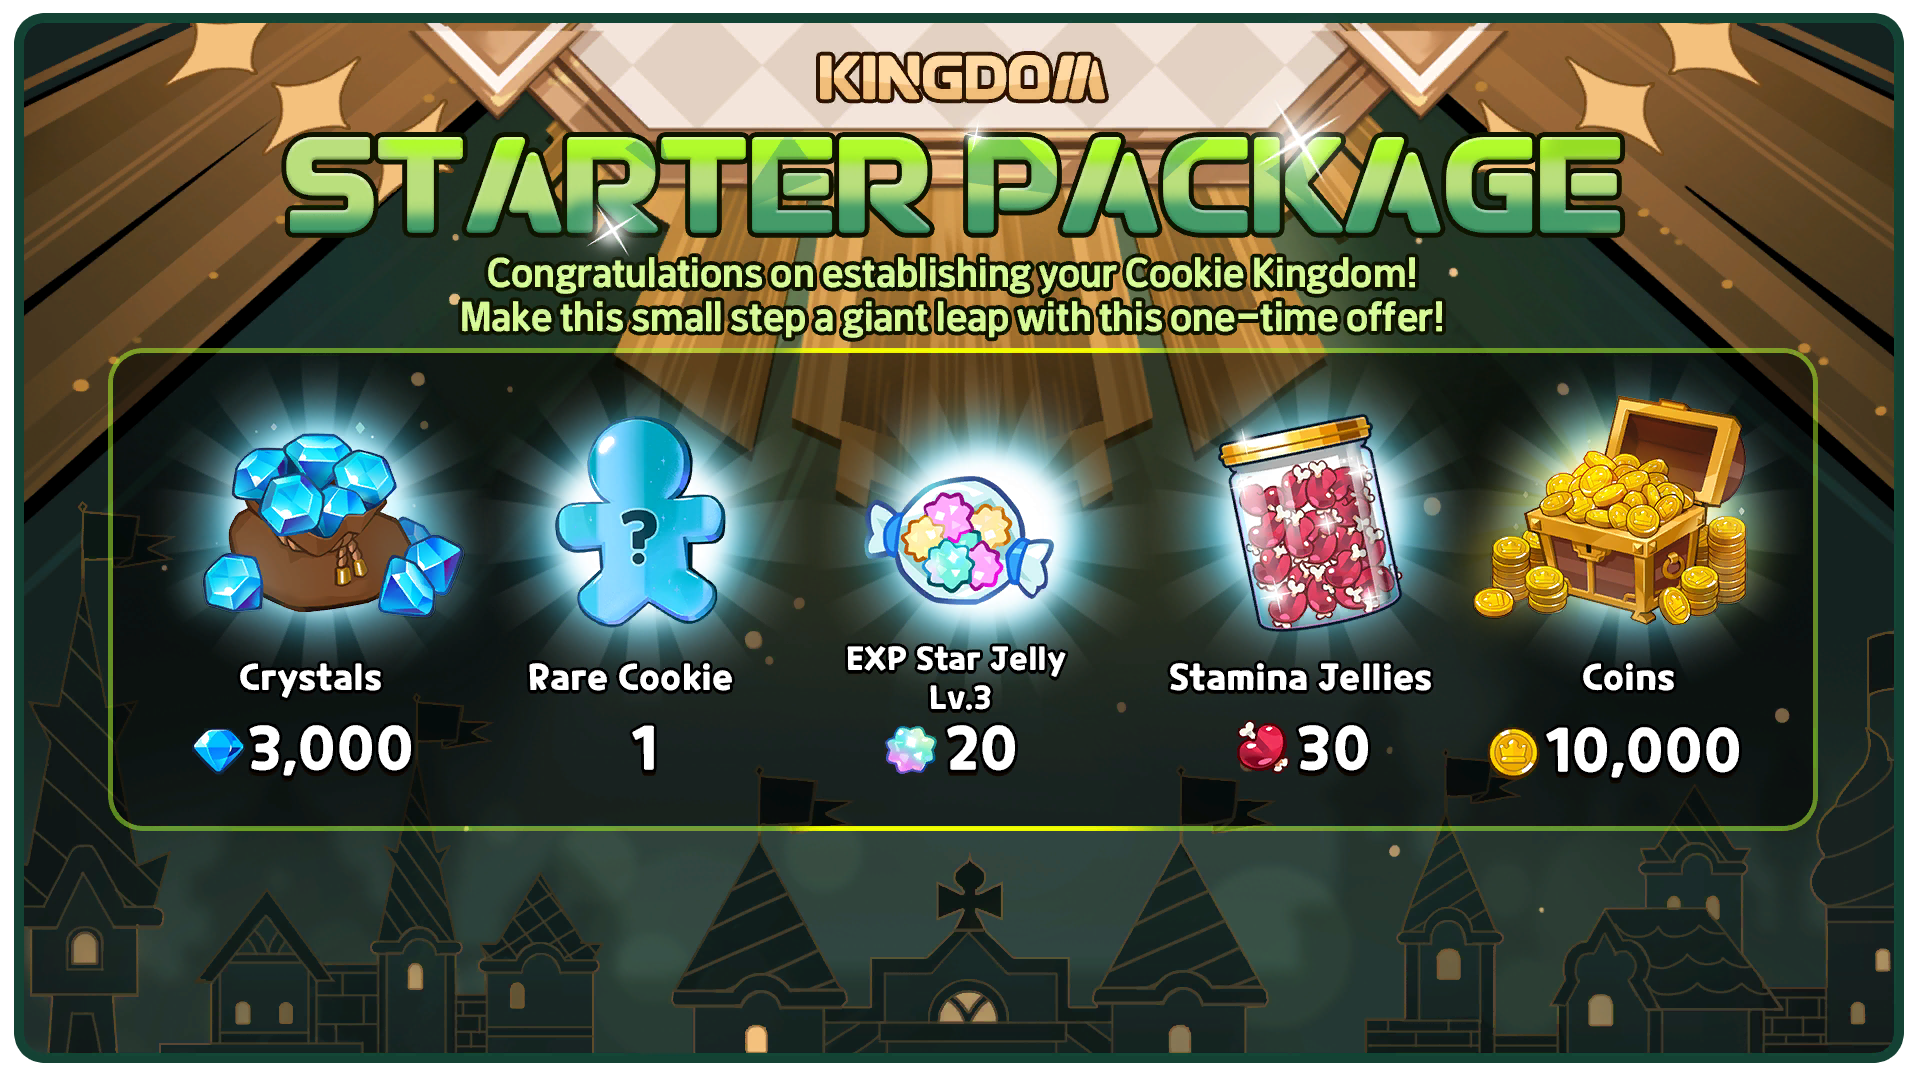 KINGDOM
STARTER PACKAGE
Congratulations on establishing your Cookie Kingdom!
Make this small step a giant leap with this one-time offer!
?
Crystals
3,000
Rare Cookie
1
EXP Star Jelly
Lv.3
20
Stamina Jellies
30
Coins
10,000